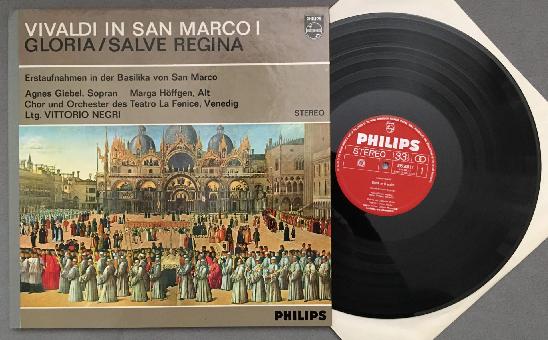 VIVALDI IN SAN MARCO I
GLORIA/SALVE REGINA
PHILIPS
Erstaufnahmen in der Basilika von San Marco
Agnes Giebel, Sopran Marga Höffgen, Alt
Chor und Orchester des Teatro La Fenice, Venedig
Ltg. VITTORIO NEGRI
STEREO
PHILIPS
PHILIPS
STEREO 33
1